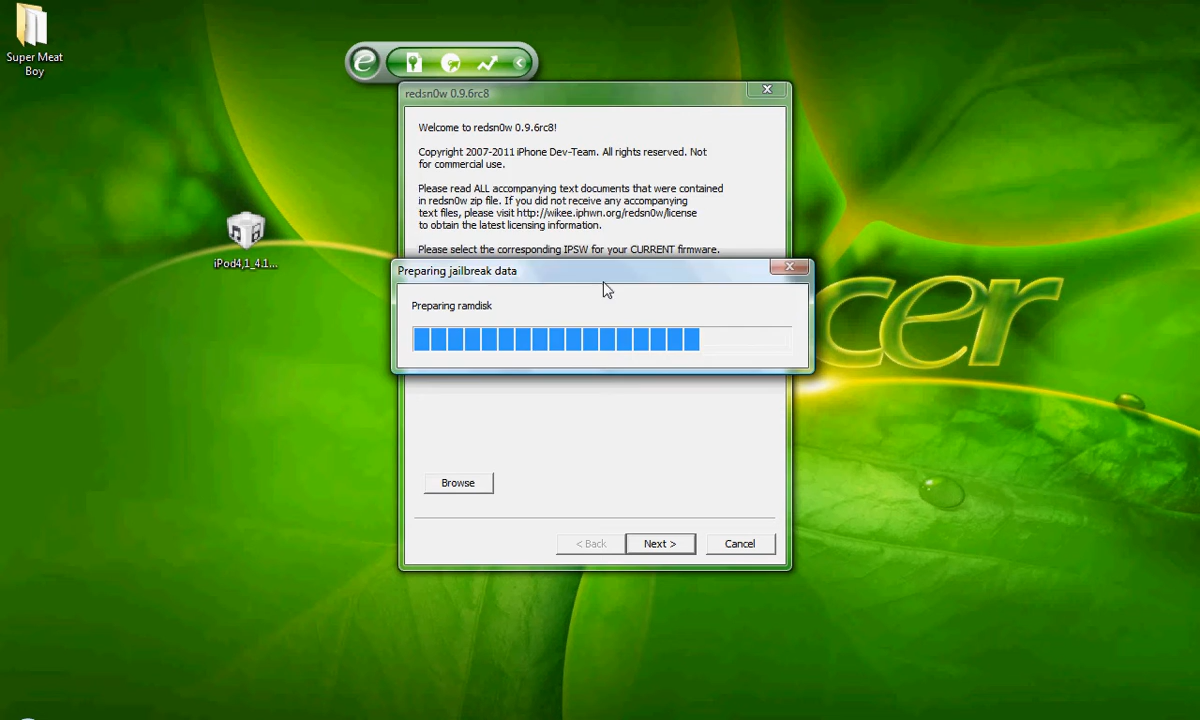 Super Meat
Boy
e
redsn0w 0.9.6rc8
Welcome to redsn0w 0.9.6rc8!
Copyright 2007-2011 iPhone Dev-Team. All rights reserved. Not
for commercial use.
Please read ALL accompanying text documents that were contained
in redsn0w zip file. If you did not receive any accompanying
text files, please visit http://wikee.iphwn.org/redsn0w/license
to obtain the latest licensing information.
Please select the corresponding IPSW for your CURRENT firmware.
iPod4,1_4.1...
Preparing jailbreak data
Preparing ramdisk
cer
Browse
< Back
Next >
Cancel